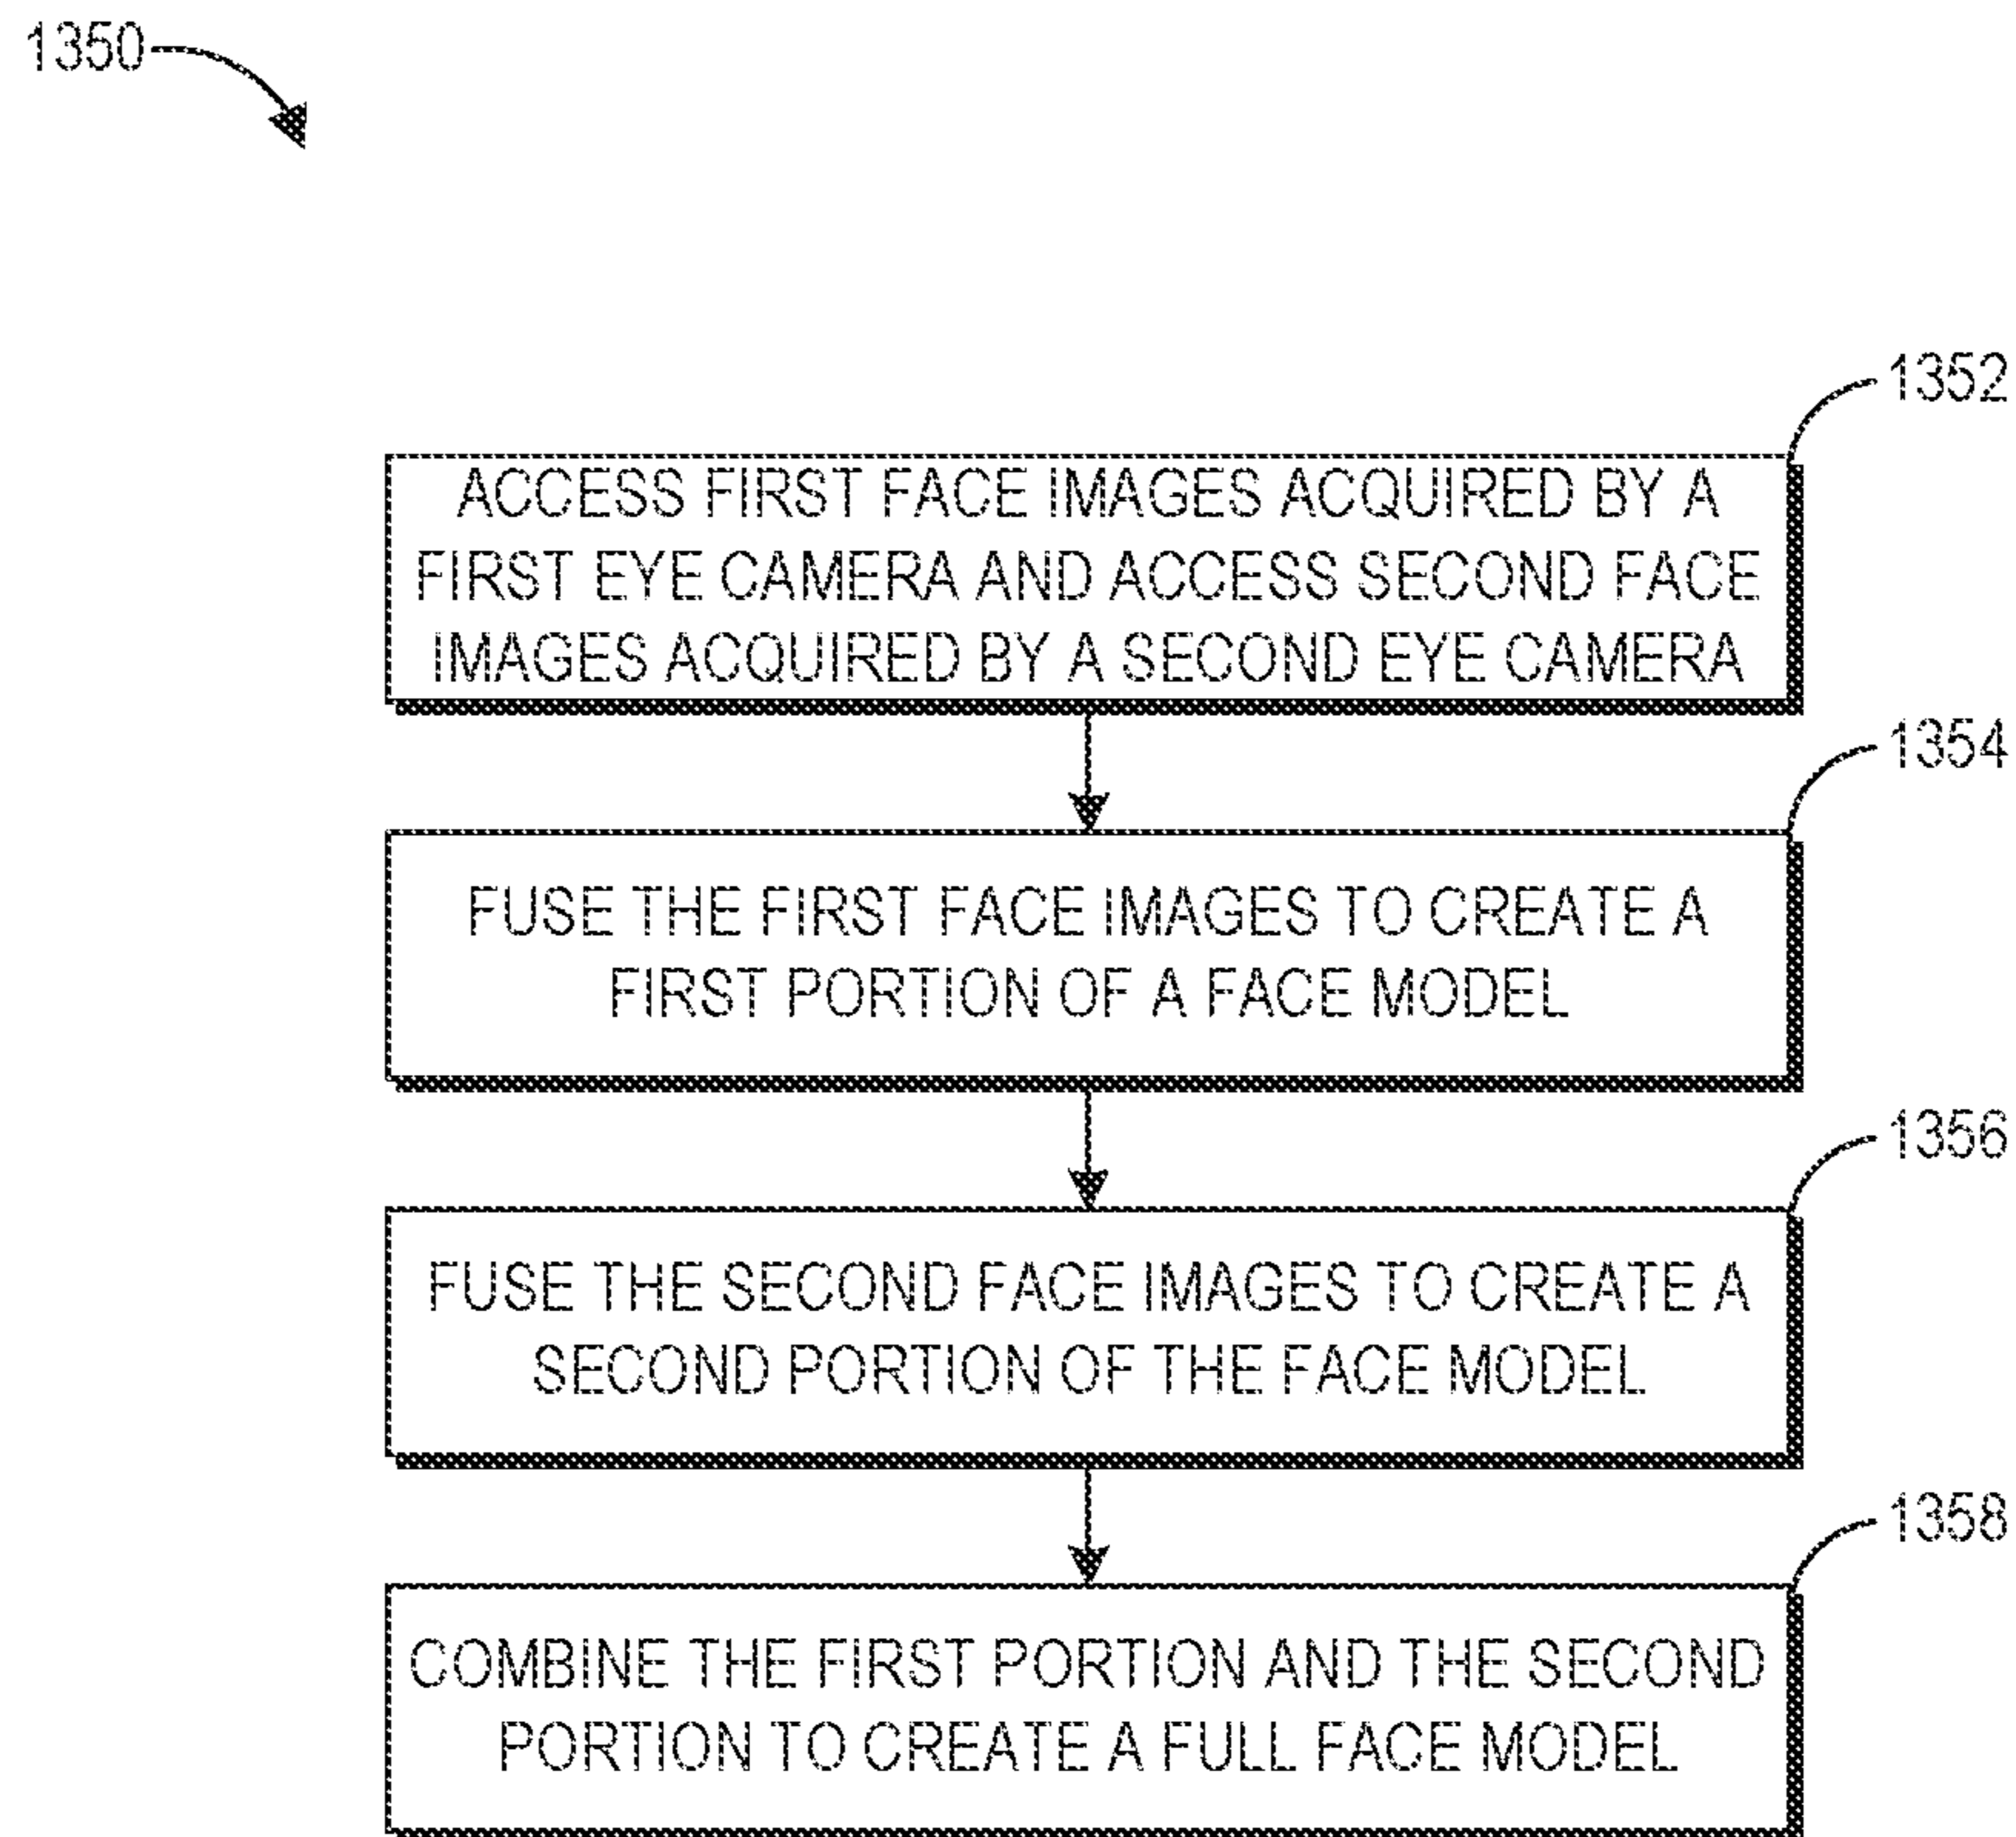 1350
1352
ACCESS FIRST FACE IMAGES ACQUIRED BY A
FIRST EYE CAMERA AND ACCESS SECOND FACE
IMAGES ACQUIRED BY A SECOND EYE CAMERA
1354
FUSE THE FIRST FACE IMAGES TO CREATE A
FIRST PORTION OF A FACE MODEL
1356
FUSE THE SECOND FACE IMAGES TO CREATE A
SECOND PORTION OF THE FACE MODEL
1358
COMBINE THE FIRST PORTION AND THE SECOND
PORTION TO CREATE A FULL FACE MODEL